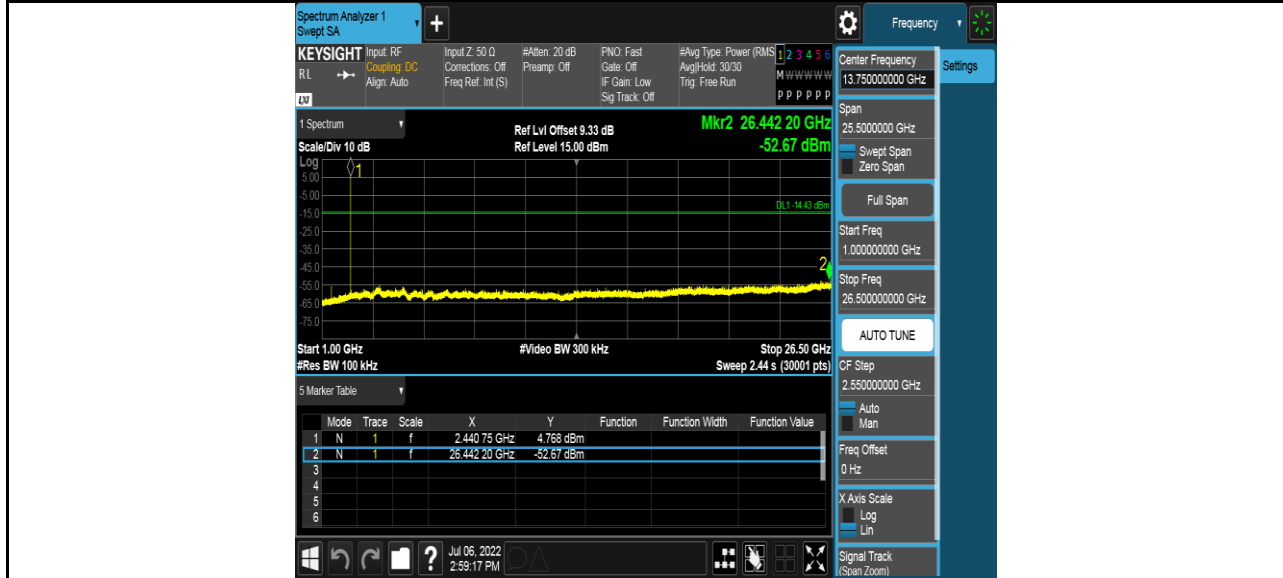 Spectrum Analyzer 1
Swept SA
+
Frequency
KEYSIGHT
RL
LXI
Input: RF
Coupling: DC
Align: Auto
Input Z: 50 Ω
Corrections: Off
Freq Ref: Int (S)
#Atten: 20 dB
Preamp: Off
PNO: Fast
Gate: Off
IF Gain: Low
Sig Track: Off
#Avg Type: Power (RMS
Avg|Hold: 30/30
Trig: Free Run
1 2 3 4 5 6
M W W W W W
P P P P P P
1 Spectrum
Scale/Div 10 dB
Ref Lvl Offset 9.33 dB
Ref Level 15.00 dBm
Mkr2 26.442 20 GHz
-52.67 dBm
Log
1
5.00
-5.00
DL1 -14.43 dBm
-15.0
-25.0
-35.0
-45.0
2
-55.0
-65.0
-75.0
Start 1.00 GHz
#Video BW 300 kHz
Stop 26.50 GHz
#Res BW 100 kHz
Sweep 2.44 s (30001 pts)
5 Marker Table
Mode Trace Scale X Y Function Function Width Function Value
1 N 1 f 2.440 75 GHz 4.768 dBm
2 N 1 f 26.442 20 GHz -52.67 dBm
3
4
5
6
?
Jul 06, 2022
2:59:17 PM
Center Frequency
13.750000000 GHz
Span
25.5000000 GHz
Swept Span
Zero Span
Full Span
Start Freq
1.000000000 GHz
Stop Freq
26.500000000 GHz
AUTO TUNE
CF Step
2.550000000 GHz
Auto
Man
Freq Offset
0 Hz
X Axis Scale
Log
Lin
Signal Track
(Span Zoom)
Settings